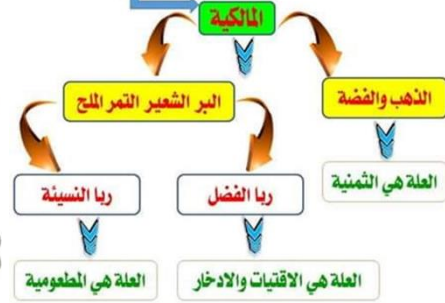 المالكية
الذهب والفضة
البر الشعير التمر الملح
العلة هي الثمنية
ربا الفضل
ربا النسيئة
العلة هي الاقتيات والادخار
العلة هي المطعومية